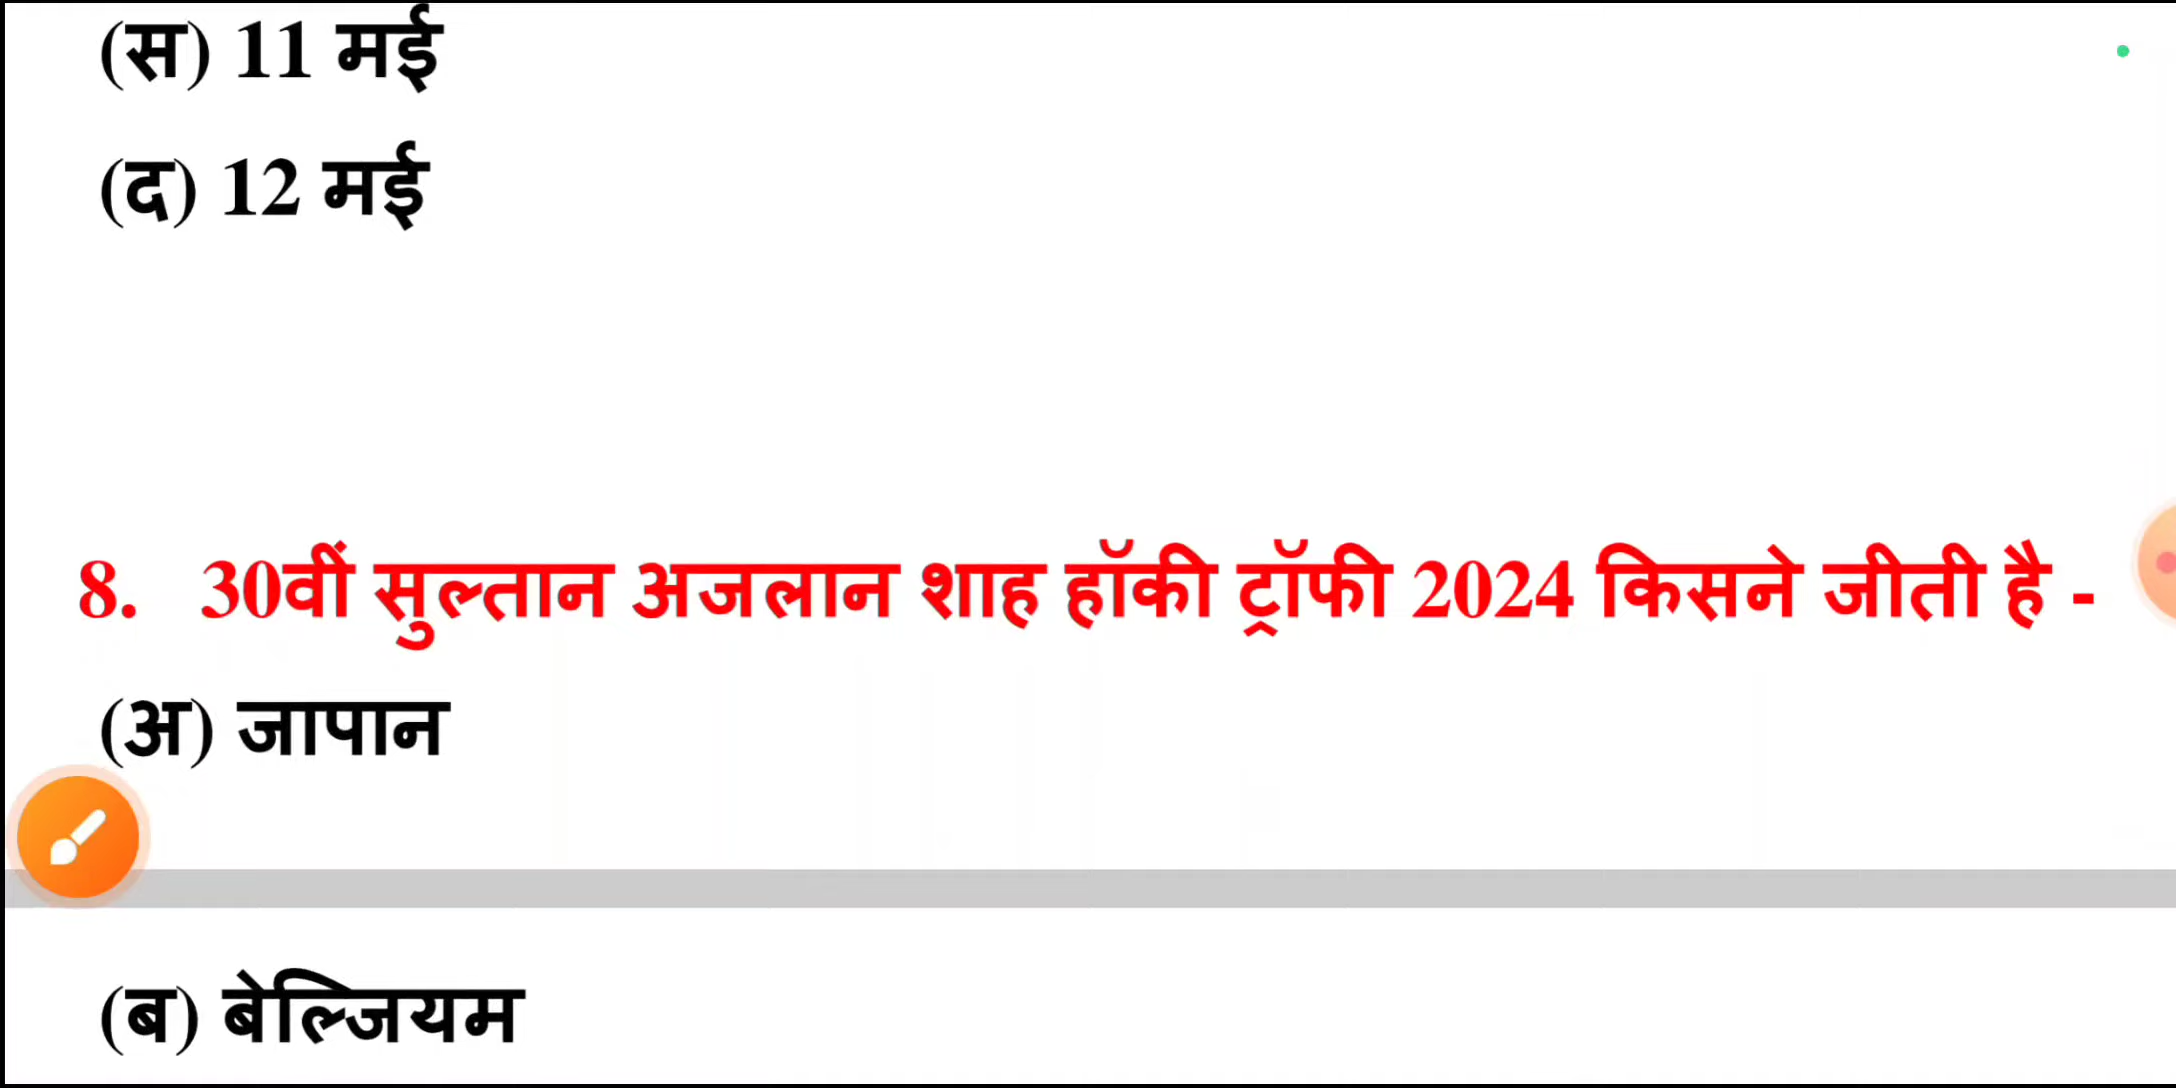 (स) 11 मई
(द) 12 मई
8. 30वीं सुल्तान अजलान शाह हॉकी ट्रॉफी 2024 किसने जीती है -
(अ) जापान
(ब) बेल्जियम